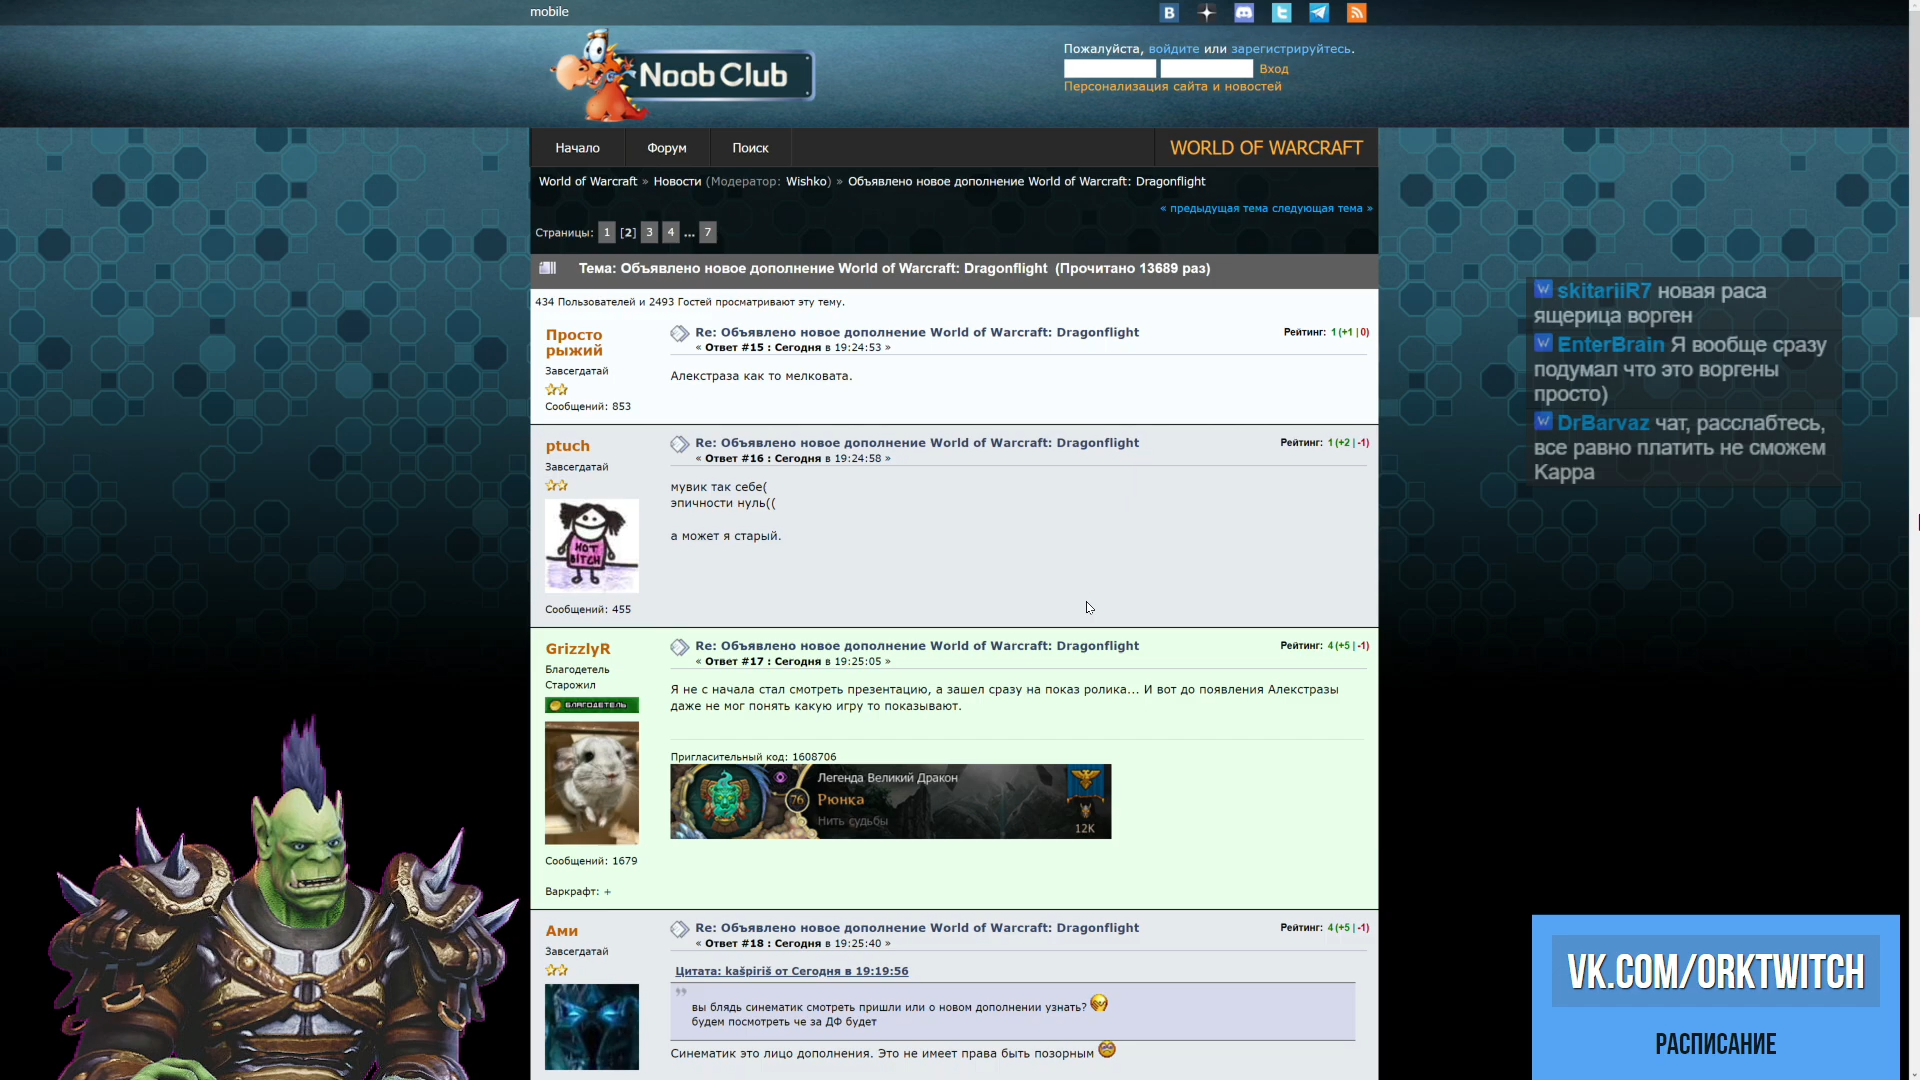 mobile
Noob Club
Пожалуйста, войдите или зарегистрируйтесь.
Вход
Персонализация сайта и новостей
Начало
Форум
Поиск
WORLD OF WARCRAFT
World of Warcraft » Новости (Модератор: Wishko) » Объявлено новое дополнение World of Warcraft: Dragonflight
« предыдущая тема следующая тема »
Страницы: 1 [2] 3 4 ... 7
Тема: Объявлено новое дополнение World of Warcraft: Dragonflight (Прочитано 13689 раз)
434 Пользователей и 2493 Гостей просматривают эту тему.
Просто
рыжий
Завсегдатай
Сообщений: 853
Re: Объявлено новое дополнение World of Warcraft: Dragonflight
« Ответ #15 : Сегодня в 19:24:53 »
Рейтинг: 1 (+1 | 0)
Алекстраза как то мелковата.
ptuch
Завсегдатай
HOT
BITCH
Сообщений: 455
Re: Объявлено новое дополнение World of Warcraft: Dragonflight
« Ответ #16 : Сегодня в 19:24:58 »
Рейтинг: 1 (+2 | -1)
мувик так себе(
эпичности нуль((
а может я старый.
GrizzlyR
Благодетель
Старожил
БЛАГОДЕТЕЛЬ
Сообщений: 1679
Варкрафт: +
Re: Объявлено новое дополнение World of Warcraft: Dragonflight
« Ответ #17 : Сегодня в 19:25:05 »
Рейтинг: 4 (+5 | -1)
Я не с начала стал смотреть презентацию, а зашел сразу на показ ролика... И вот до появления Алекстразы
даже не мог понять какую игру то показывают.
Пригласительный код: 1608706
Легенда Великий Дракон
76
Рюнка
Нить судьбы
12K
Ами
Завсегдатай
Re: Объявлено новое дополнение World of Warcraft: Dragonflight
« Ответ #18 : Сегодня в 19:25:40 »
Рейтинг: 4 (+5 | -1)
Цитата: kašpiriš от Сегодня в 19:19:56
вы блядь синематик смотреть пришли или о новом дополнении узнать?
будем посмотреть че за ДФ будет
Синематик это лицо дополнения. Это не имеет права быть позорным
skitariiR7 новая раса
ящерица ворген
EnterBrain Я вообще сразу
подумал что это воргены
просто)
DrBarvaz чат, расслабтесь,
все равно платить не сможем
Kappa
VK.COM/ORKTWITCH
РАСПИСАНИЕ